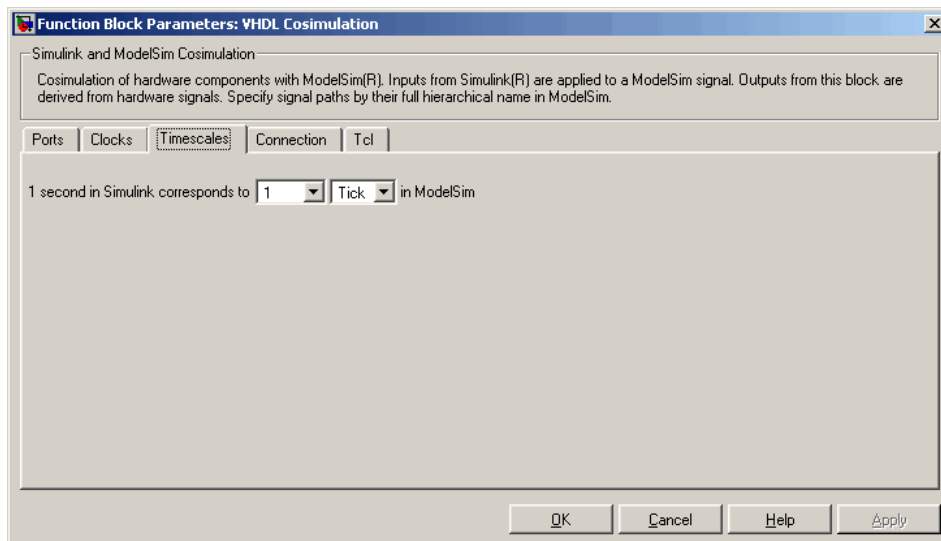 Function Block Parameters: VHDL Cosimulation
Simulink and ModelSim Cosimulation
Cosimulation of hardware components with ModelSim(R). Inputs from Simulink(R) are applied to a ModelSim signal. Outputs from this block are
derived from hardware signals. Specify signal paths by their full hierarchical name in ModelSim.
Ports Clocks Timescales Connection Tcl
1 second in Simulink corresponds to 1 Tick in ModelSim
OK Cancel Help Apply